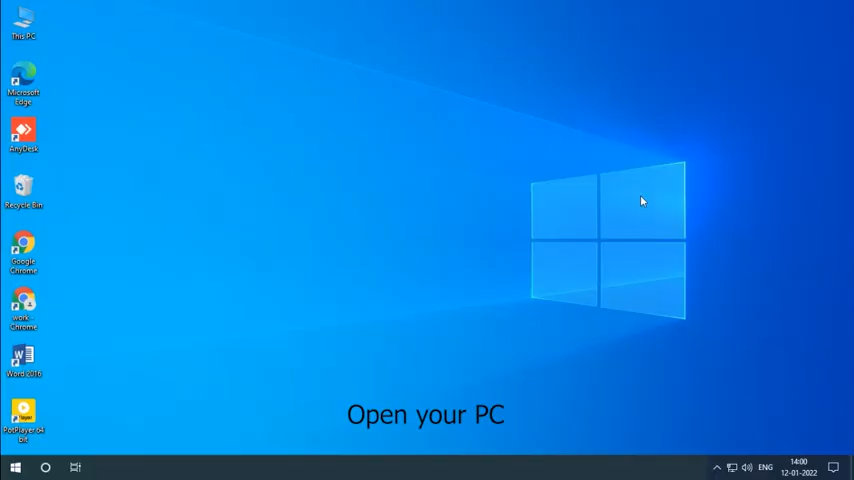 This PC
Microsoft
Edge
AnyDesk
Recycle Bin
Google
Chrome
work -
Chrome
Word 2016
PotPlayer 64
bit
Open your PC
ENG
14:00
12-01-2022